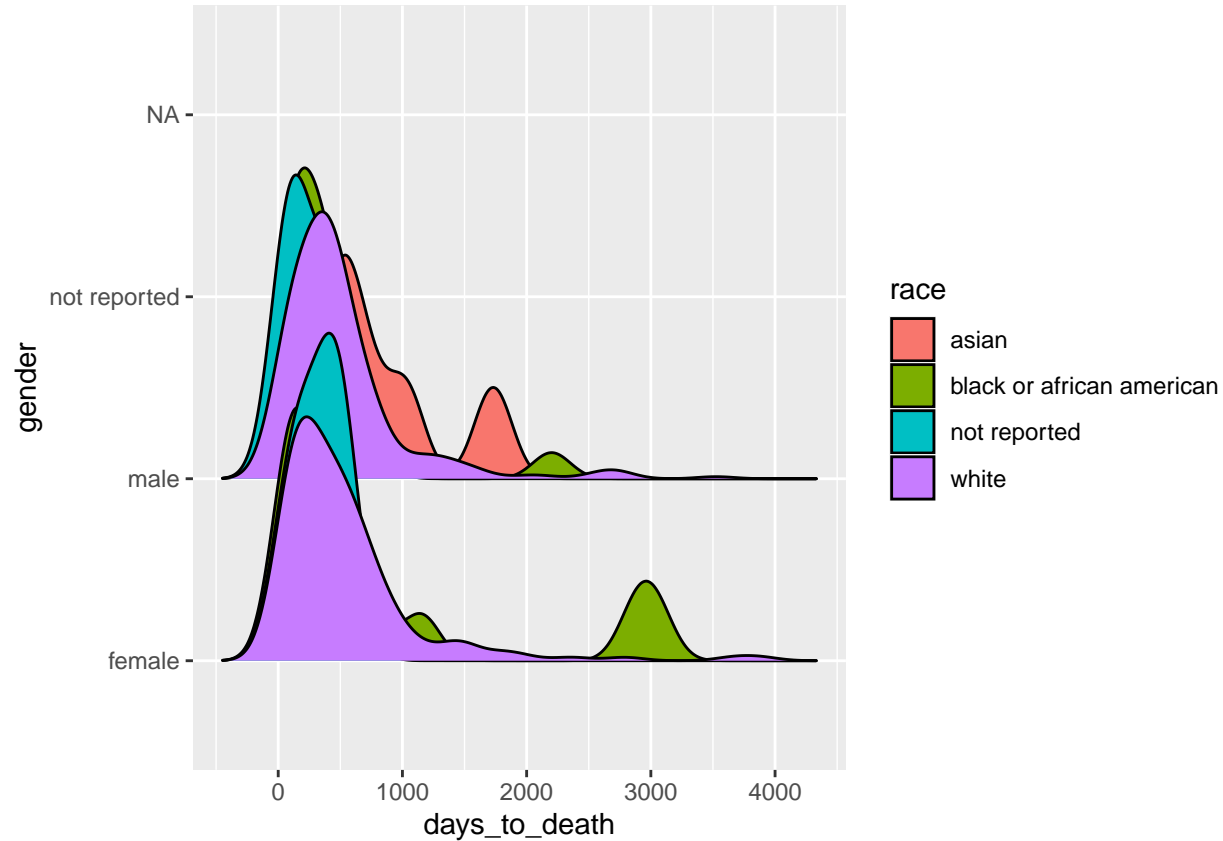 NA
not reported
male
female
gender
0 1000 2000 3000 4000
days_to_death
race
asian
black or african american
not reported
white